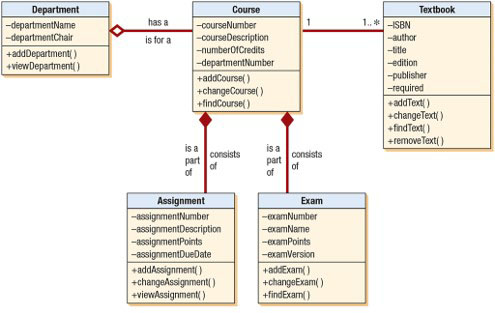 Department
–departmentName
–departmentChair
+addDepartment( )
+viewDepartment( )
has a
is for a
Course
–courseNumber
–courseDescription
–numberOfCredits
–departmentNumber
+addCourse( )
+changeCourse( )
+findCourse( )
1
1.. *
Textbook
–ISBN
–author
–title
–edition
–publisher
–required
+addText( )
+changeText( )
+findText( )
+removeText( )
is a
part
of
consists
of
is a
part
of
consists
of
Assignment
–assignmentNumber
–assignmentDescription
–assignmentPoints
–assignmentDueDate
+addAssignment( )
+changeAssignment( )
+viewAssignment( )
Exam
–examNumber
–examName
–examPoints
–examVersion
+addExam( )
+changeExam( )
+findExam( )